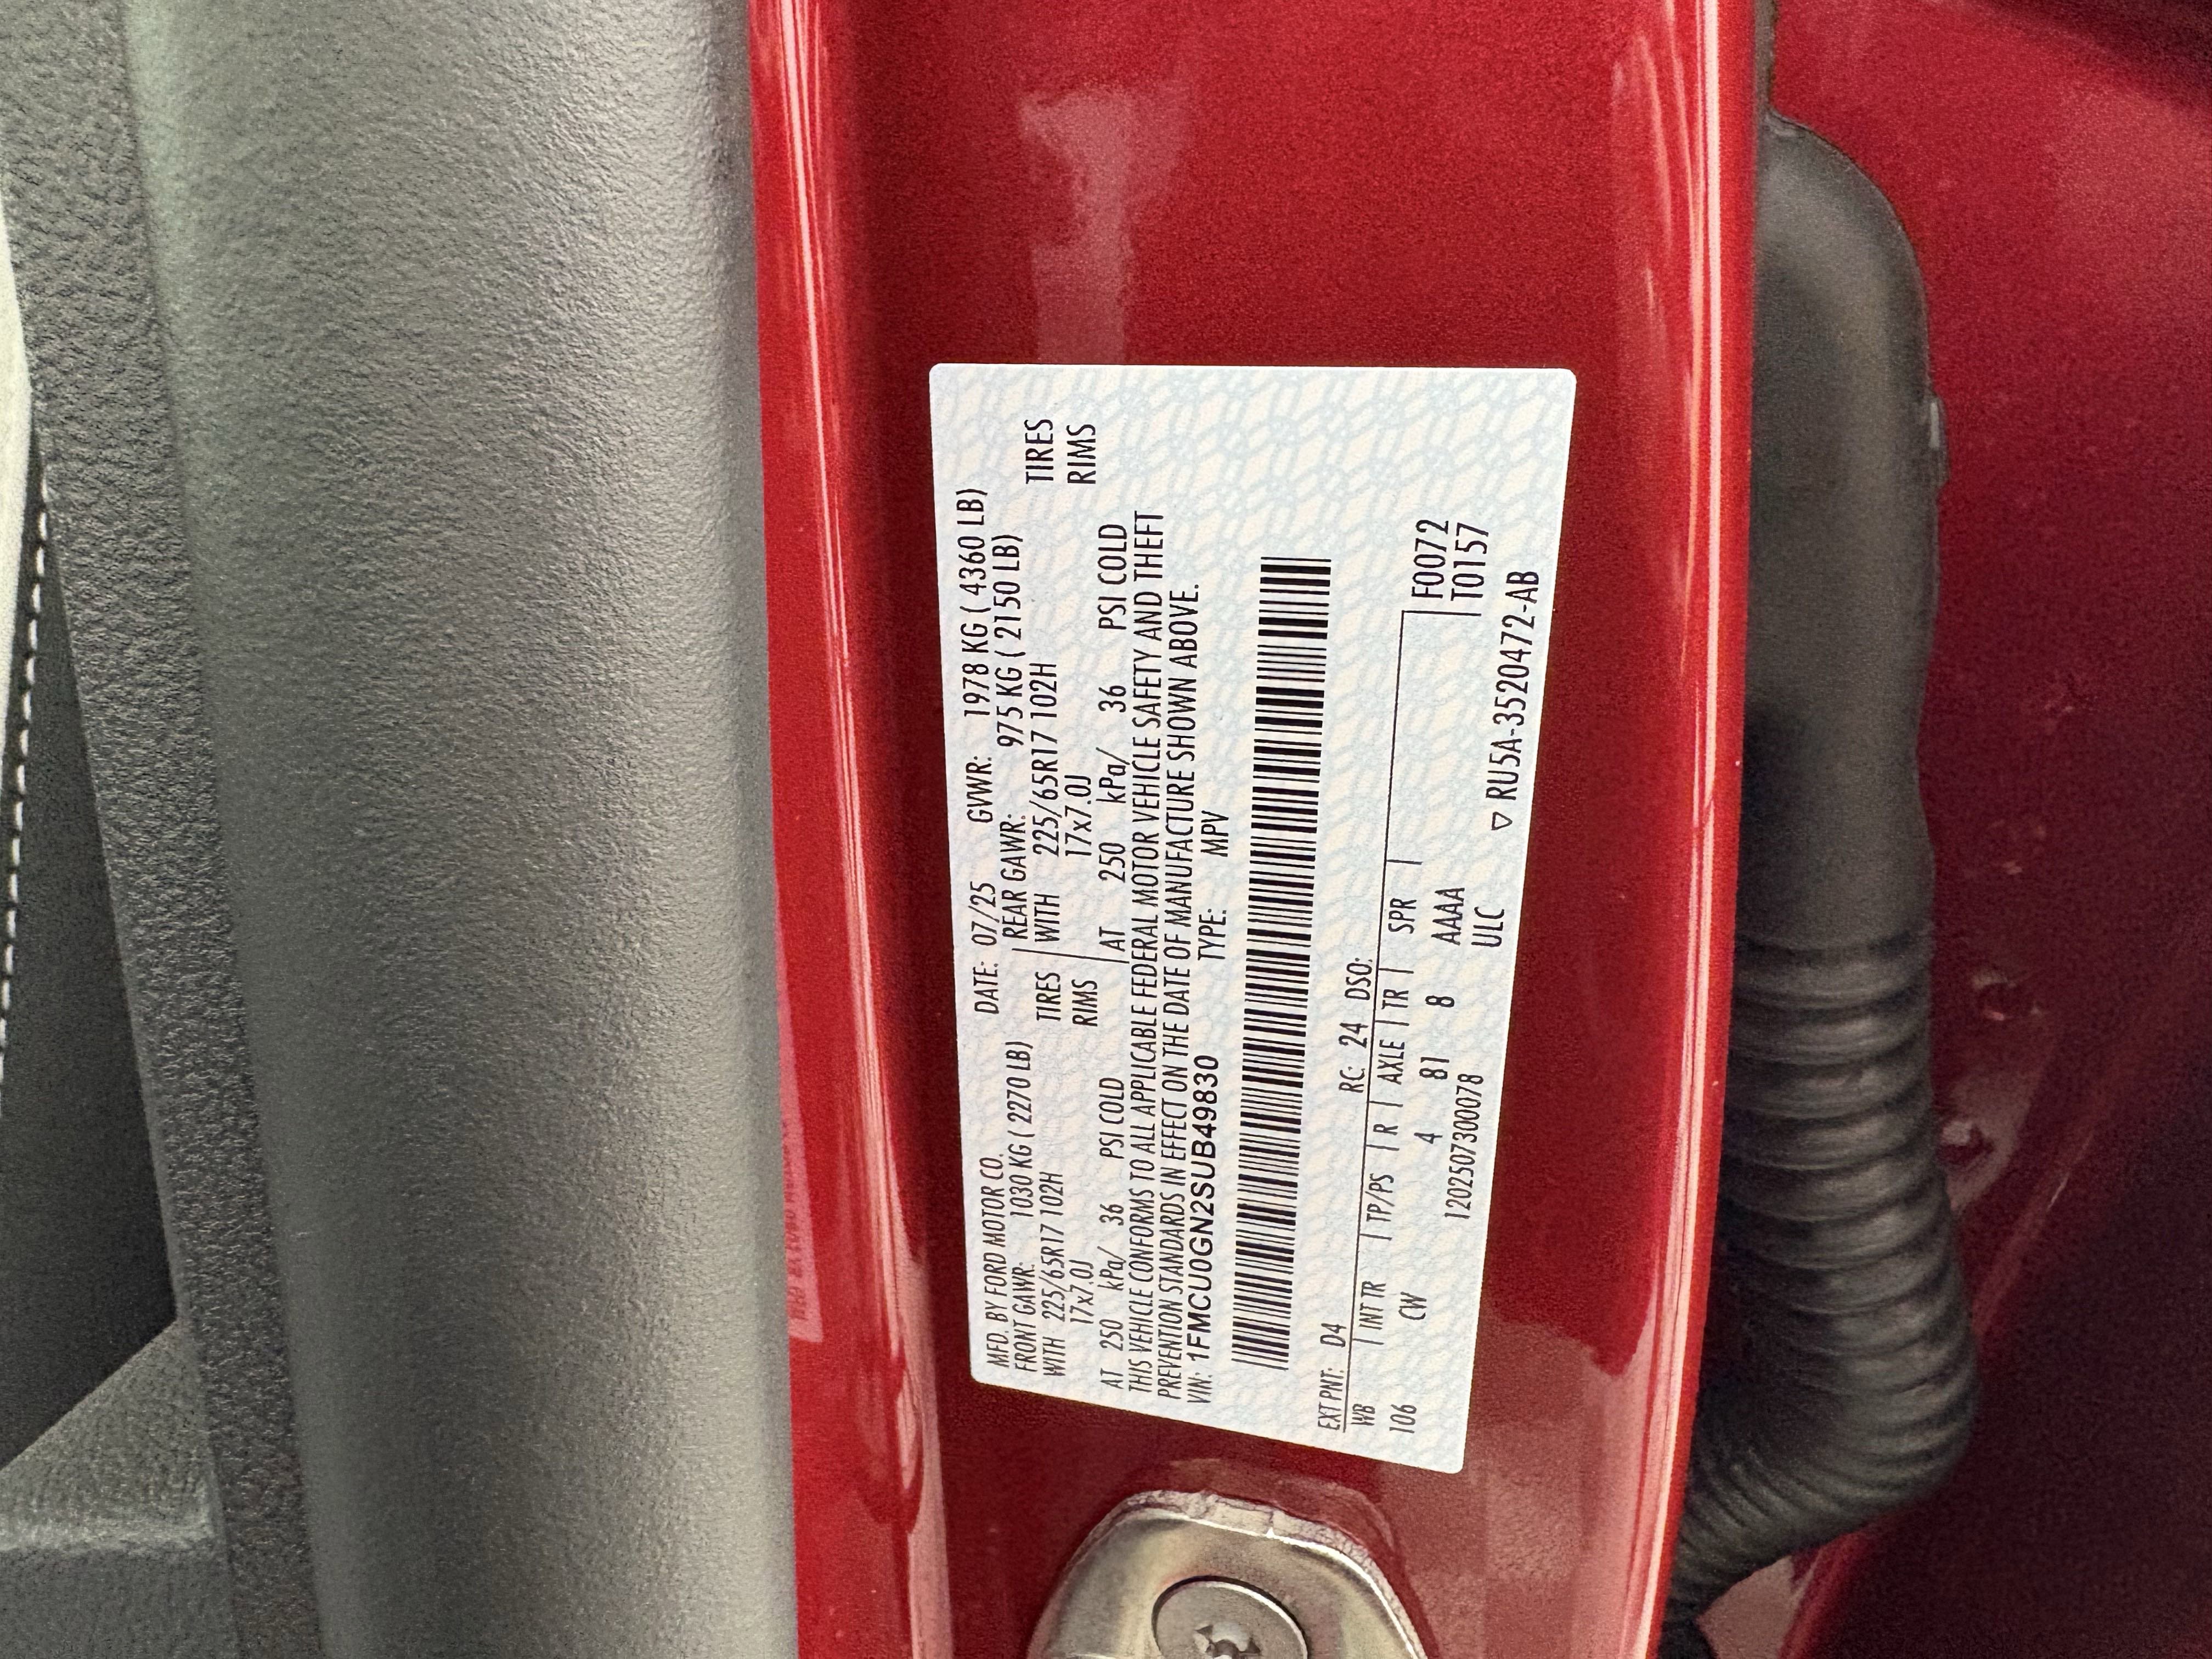 MFD. BY FORD MOTOR CO. DATE: 07/25 GVWR: 1978 KG ( 4360 LB)
FRONT GAWR: 1030 KG ( 2270 LB) REAR GAWR: 975 KG ( 2150 LB)
WITH 225/65R17 102H TIRES WITH 225/65R17 102H TIRES
17x7.0J RIMS 17x7.0J RIMS
AT 250 kPa/ 36 PSI COLD AT 250 kPa/ 36 PSI COLD
THIS VEHICLE CONFORMS TO ALL APPLICABLE FEDERAL MOTOR VEHICLE SAFETY AND THEFT
PREVENTION STANDARDS IN EFFECT ON THE DATE OF MANUFACTURE SHOWN ABOVE.
VIN: 1FMCU0GN2SUB49830 TYPE: MPV
EXT PNT: D4 RC: 24 DSO:
WB INT TR TP/PS R AXLE TR SPR F0072
106 CW 4 81 8 AAAA T0157
120250730078 ULC
▽ RU5A-3520472-AB